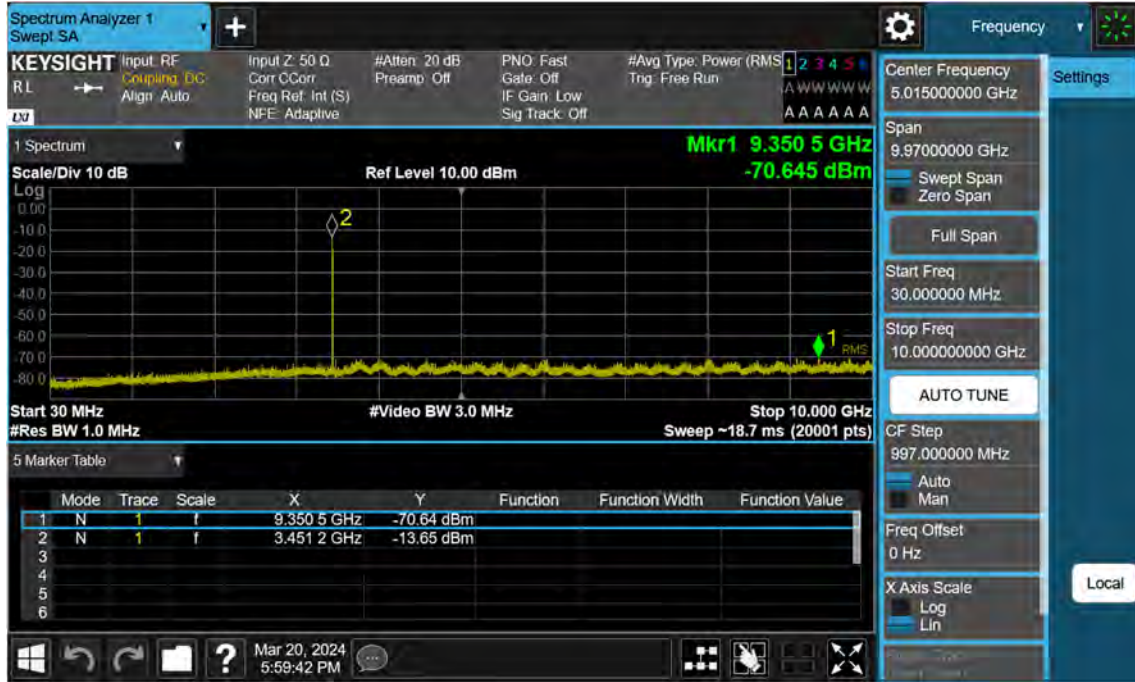 Spectrum Analyzer 1
Swept SA
+
Frequency
KEYSIGHT
Input: RF
Input Z: 50 Ω
#Atten: 20 dB
PNO: Fast
#Avg Type: Power (RMS
1 2 3 4 5 6
RL
Coupling: DC
Corr CCorr
Preamp: Off
Gate: Off
Trig: Free Run
A W W W W W
Align: Auto
Freq Ref: Int (S)
IF Gain: Low
LXI
NFE: Adaptive
Sig Track: Off
A A A A A A
Center Frequency
5.015000000 GHz
Settings
1 Spectrum
Mkr1 9.350 5 GHz
Scale/Div 10 dB
Ref Level 10.00 dBm
-70.645 dBm
Log
0.00
-10.0
-20.0
-30.0
-40.0
-50.0
-60.0
-70.0
-80.0
2
1
RMS
Start 30 MHz
#Video BW 3.0 MHz
Stop 10.000 GHz
#Res BW 1.0 MHz
Sweep ~18.7 ms (20001 pts)
Span
9.97000000 GHz
Swept Span
Zero Span
Full Span
Start Freq
30.000000 MHz
Stop Freq
10.000000000 GHz
AUTO TUNE
CF Step
997.000000 MHz
Auto
Man
Freq Offset
0 Hz
X Axis Scale
Log
Lin
Local
5 Marker Table
Mode Trace Scale X Y Function Function Width Function Value
1 N 1 f 9.350 5 GHz -70.64 dBm
2 N 1 f 3.451 2 GHz -13.65 dBm
3
4
5
6
?
Mar 20, 2024
5:59:42 PM